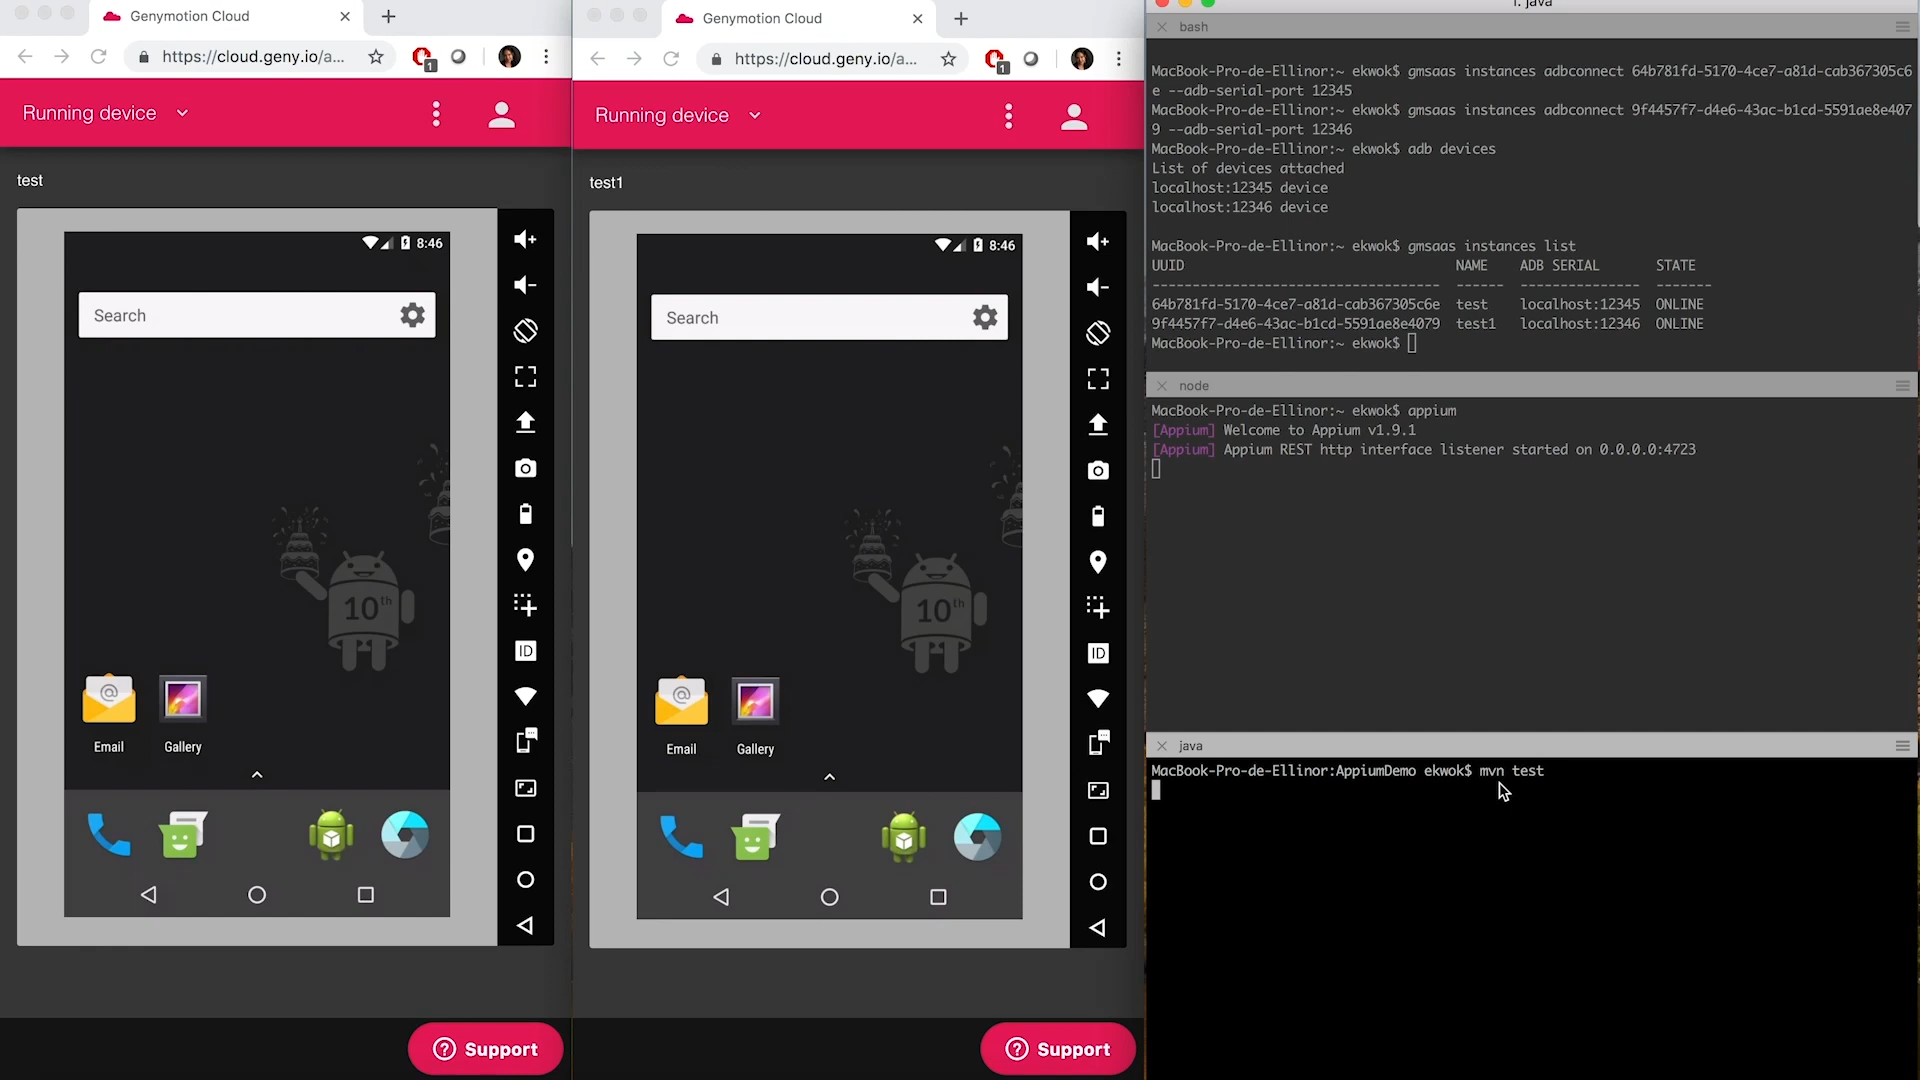 Genymotion Cloud
https://cloud.geny.io/a...
1
Running device
test
8:46
Search
10th
Email
Gallery
ID
Support
Genymotion Cloud
https://cloud.geny.io/a...
1
Running device
test1
8:46
Search
10th
Email
Gallery
ID
Support
1. java
bash
MacBook-Pro-de-Ellinor:~ ekwok$ gmsaas instances adbconnect 64b781fd-5170-4ce7-a81d-cab367305c6
e --adb-serial-port 12345
MacBook-Pro-de-Ellinor:~ ekwok$ gmsaas instances adbconnect 9f4457f7-d4e6-43ac-b1cd-5591ae8e407
9 --adb-serial-port 12346
MacBook-Pro-de-Ellinor:~ ekwok$ adb devices
List of devices attached
localhost:12345 device
localhost:12346 device
MacBook-Pro-de-Ellinor:~ ekwok$ gmsaas instances list
UUID NAME ADB SERIAL STATE
------------------------------------ ------ --------------- -------
64b781fd-5170-4ce7-a81d-cab367305c6e test localhost:12345 ONLINE
9f4457f7-d4e6-43ac-b1cd-5591ae8e4079 test1 localhost:12346 ONLINE
MacBook-Pro-de-Ellinor:~ ekwok$
node
MacBook-Pro-de-Ellinor:~ ekwok$ appium
[Appium] Welcome to Appium v1.9.1
[Appium] Appium REST http interface listener started on 0.0.0.0:4723
java
MacBook-Pro-de-Ellinor:AppiumDemo ekwok$ mvn test